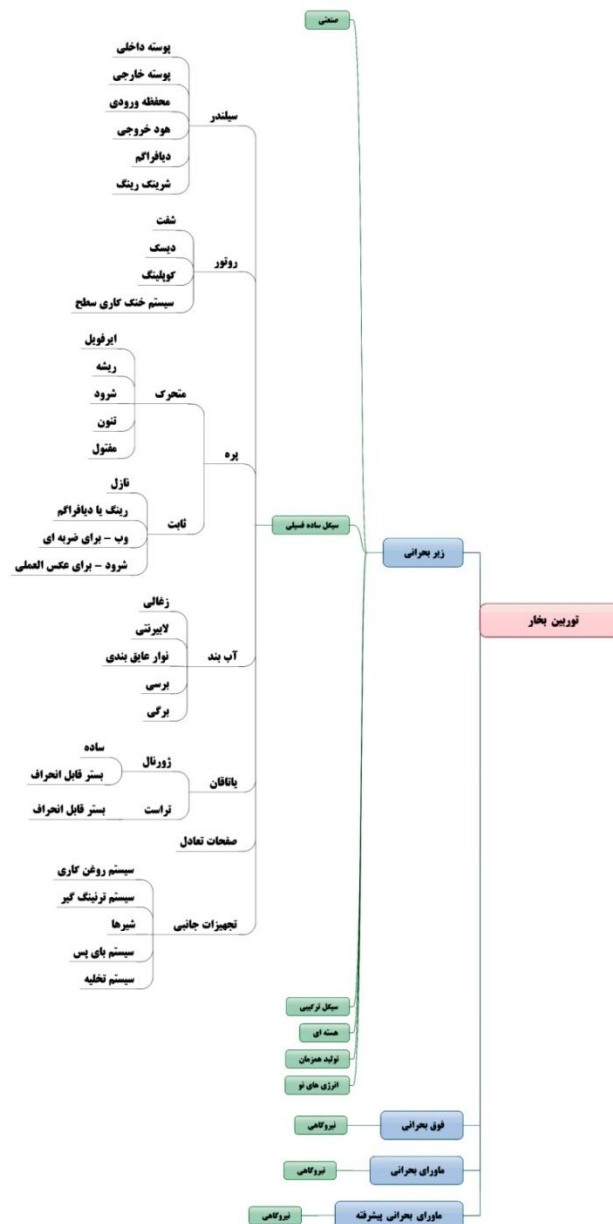 توربین بخار
زیر بحرانی
صنعتی
سیکل ساده فسیلی
سیلندر
پوسته داخلی
پوسته خارجی
محفظه ورودی
هود خروجی
دیافراگم
شرینک رینگ
روتور
شفت
دیسک
کوپلینگ
سیستم خنک کاری سطح
پره
متحرک
ایرفویل
ریشه
شرود
تنون
مفتول
ثابت
نازل
رینگ یا دیافراگم
وب - برای ضربه ای
شرود - برای عکس العملی
آب بند
زغالی
لابیرنتی
نوار عایق بندی
برسی
برگی
یاتاقان
ژورنال
ساده
بستر قابل انحراف
تراست
بستر قابل انحراف
صفحات تعادل
تجهیزات جانبی
سیستم روغن کاری
سیستم ترنینگ گیر
شیرها
سیستم بای پس
سیستم تخلیه
سیکل ترکیبی
هسته ای
تولید همزمان
انرژی های نو
فوق بحرانی
نیروگاهی
ماورای بحرانی
نیروگاهی
ماورای بحرانی پیشرفته
نیروگاهی